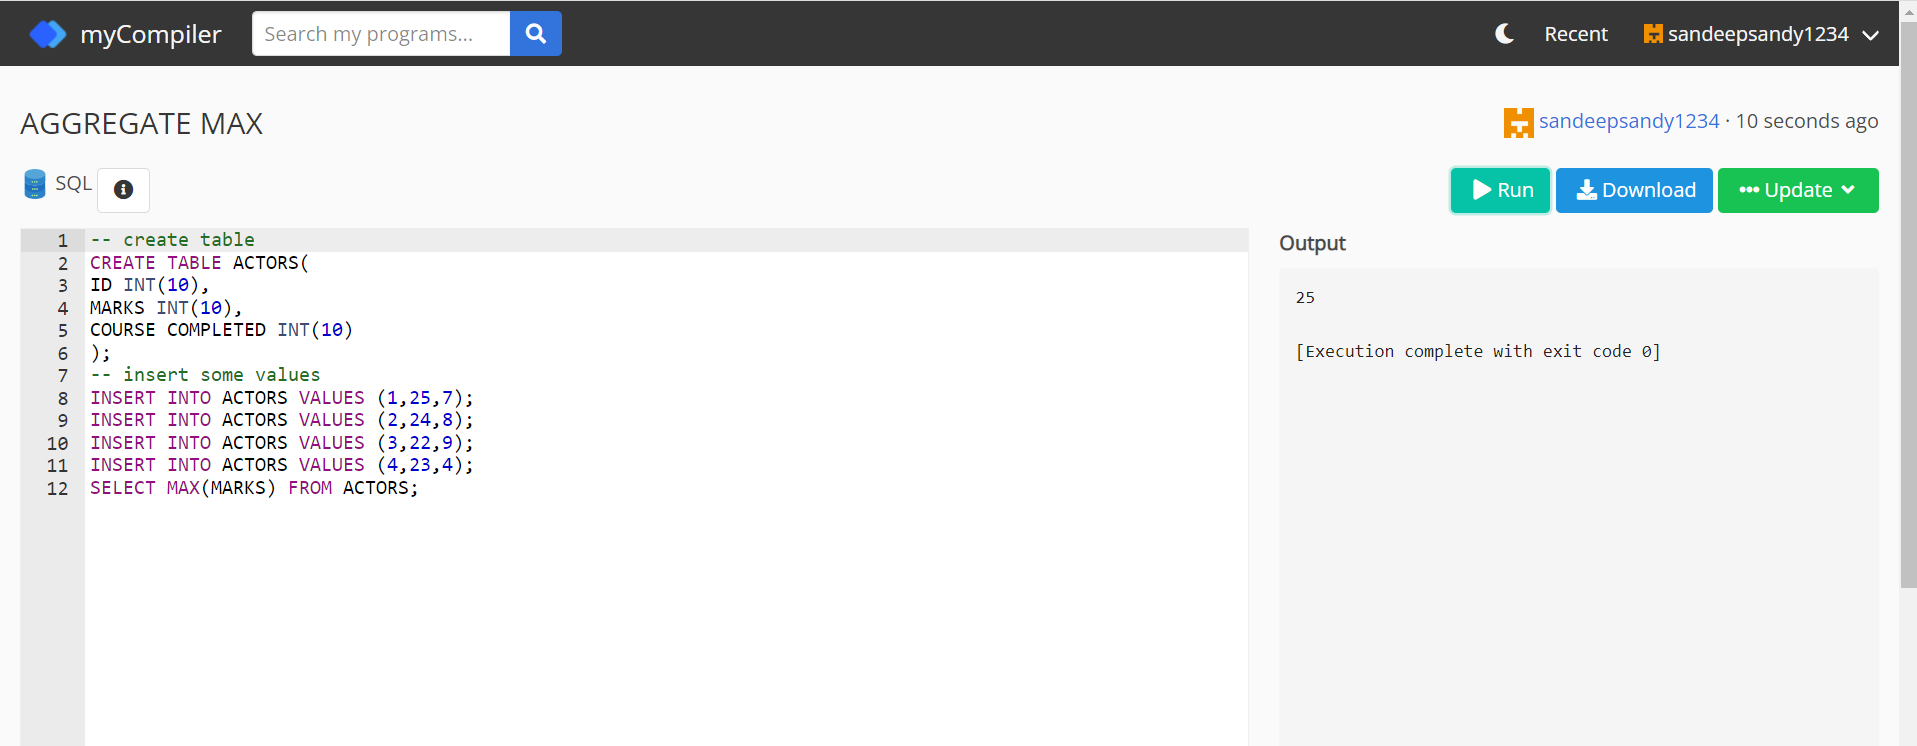 myCompiler
Search my programs...
Recent
sandeepsandy1234
AGGREGATE MAX
sandeepsandy1234 · 10 seconds ago
SQL
Run
Download
Update
1 -- create table
2 CREATE TABLE ACTORS(
3 ID INT(10),
4 MARKS INT(10),
5 COURSE COMPLETED INT(10)
6 );
7 -- insert some values
8 INSERT INTO ACTORS VALUES (1,25,7);
9 INSERT INTO ACTORS VALUES (2,24,8);
10 INSERT INTO ACTORS VALUES (3,22,9);
11 INSERT INTO ACTORS VALUES (4,23,4);
12 SELECT MAX(MARKS) FROM ACTORS;
Output
25
[Execution complete with exit code 0]